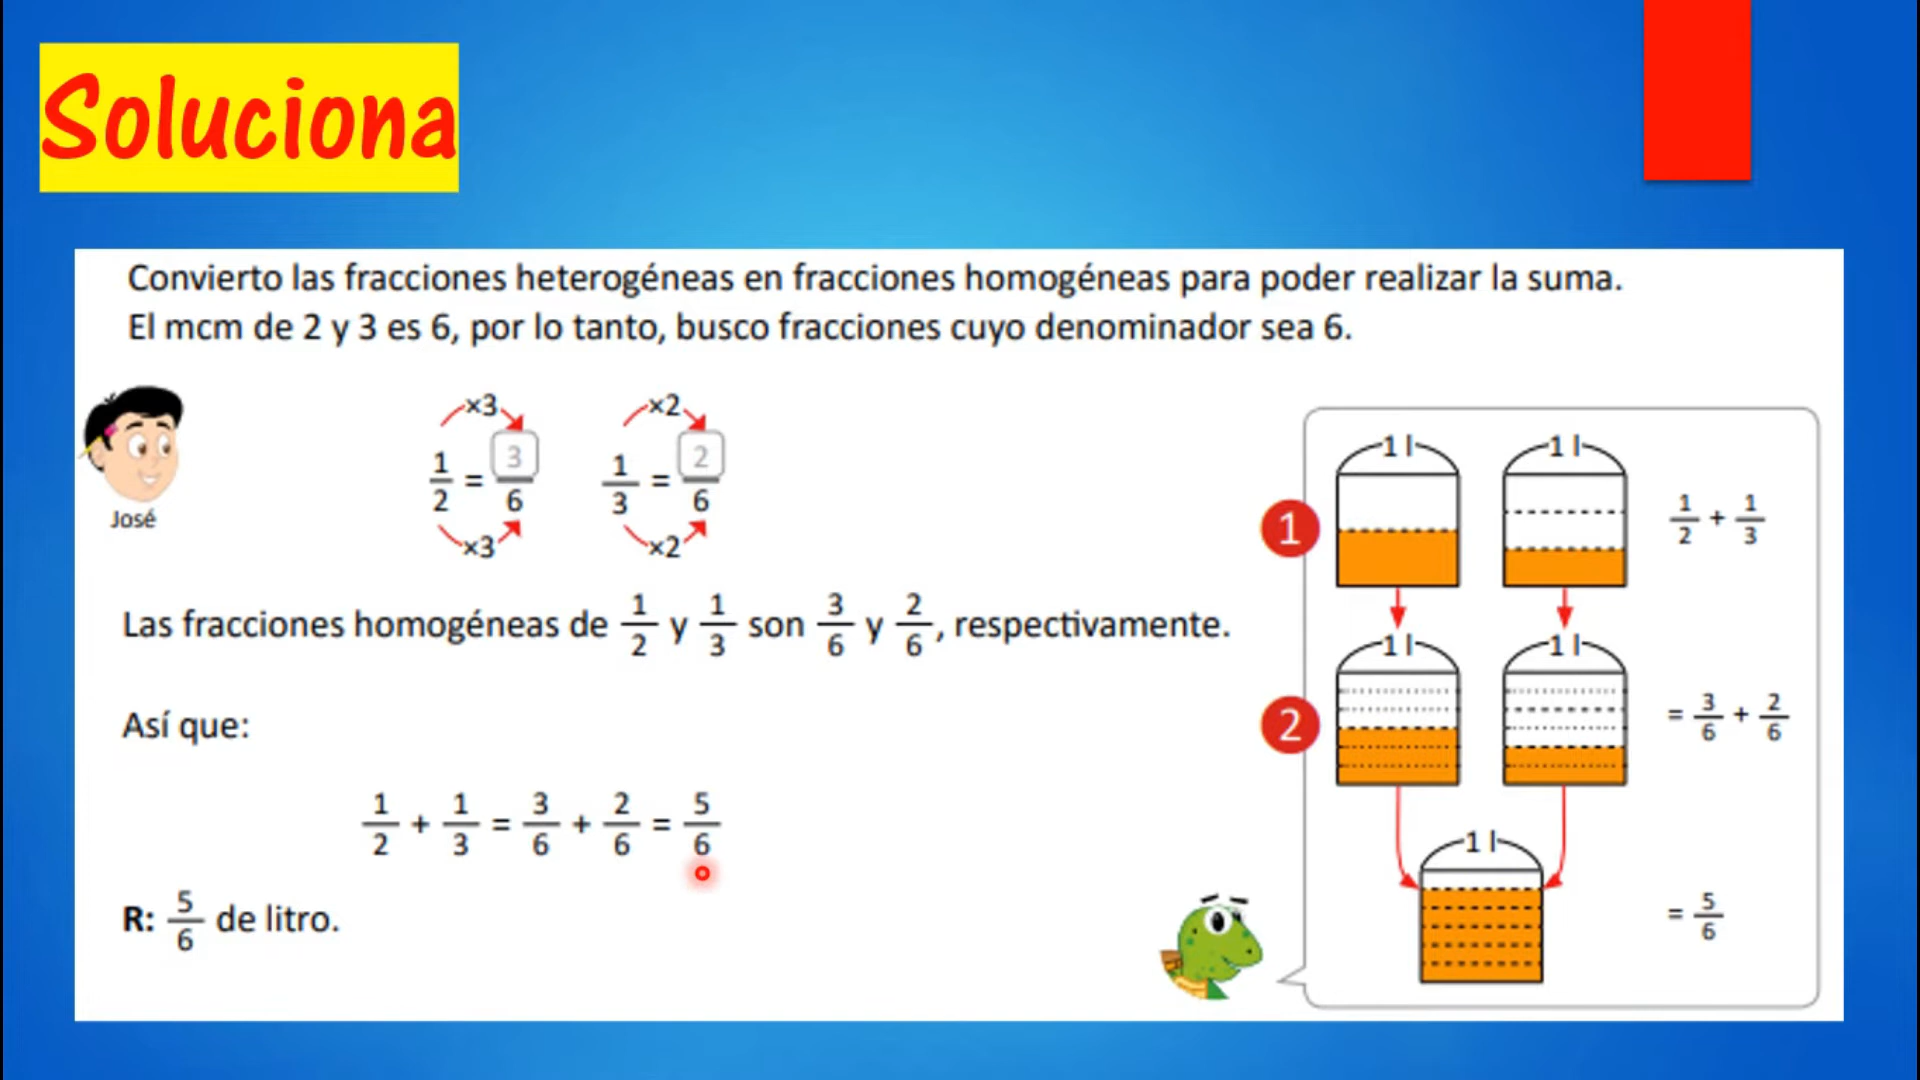 Soluciona
Convierto las fracciones heterogéneas en fracciones homogéneas para poder realizar la suma.
El mcm de 2 y 3 es 6, por lo tanto, busco fracciones cuyo denominador sea 6.
José
×3 ×2
1/2 = 3/6 1/3 = 2/6
×3 ×2
Las fracciones homogéneas de 1/2 y 1/3 son 3/6 y 2/6, respectivamente.
Así que:
1/2 + 1/3 = 3/6 + 2/6 = 5/6
R: 5/6 de litro.
1 l 1 l
1 1/2 + 1/3
1 l 1 l
2 = 3/6 + 2/6
1 l
= 5/6